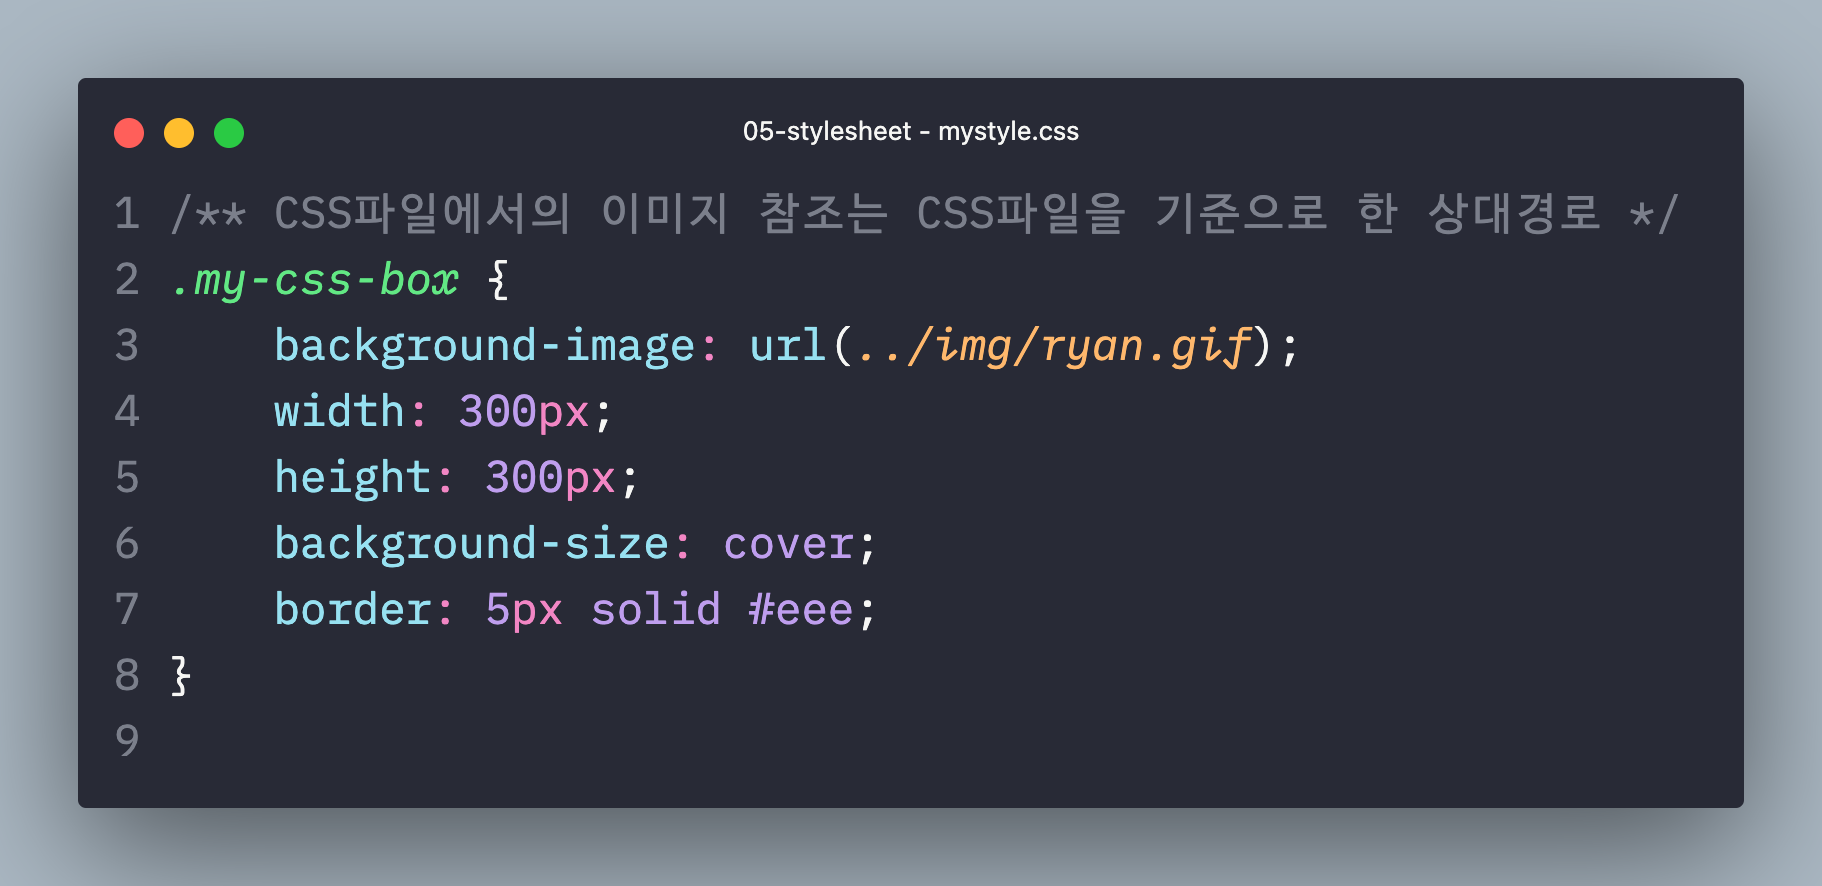 05-stylesheet - mystyle.css
1 /** CSS파일에서의 이미지 참조는 CSS파일을 기준으로 한 상대경로 */
2 .my-css-box {
3     background-image: url(../img/ryan.gif);
4     width: 300px;
5     height: 300px;
6     background-size: cover;
7     border: 5px solid #eee;
8 }
9